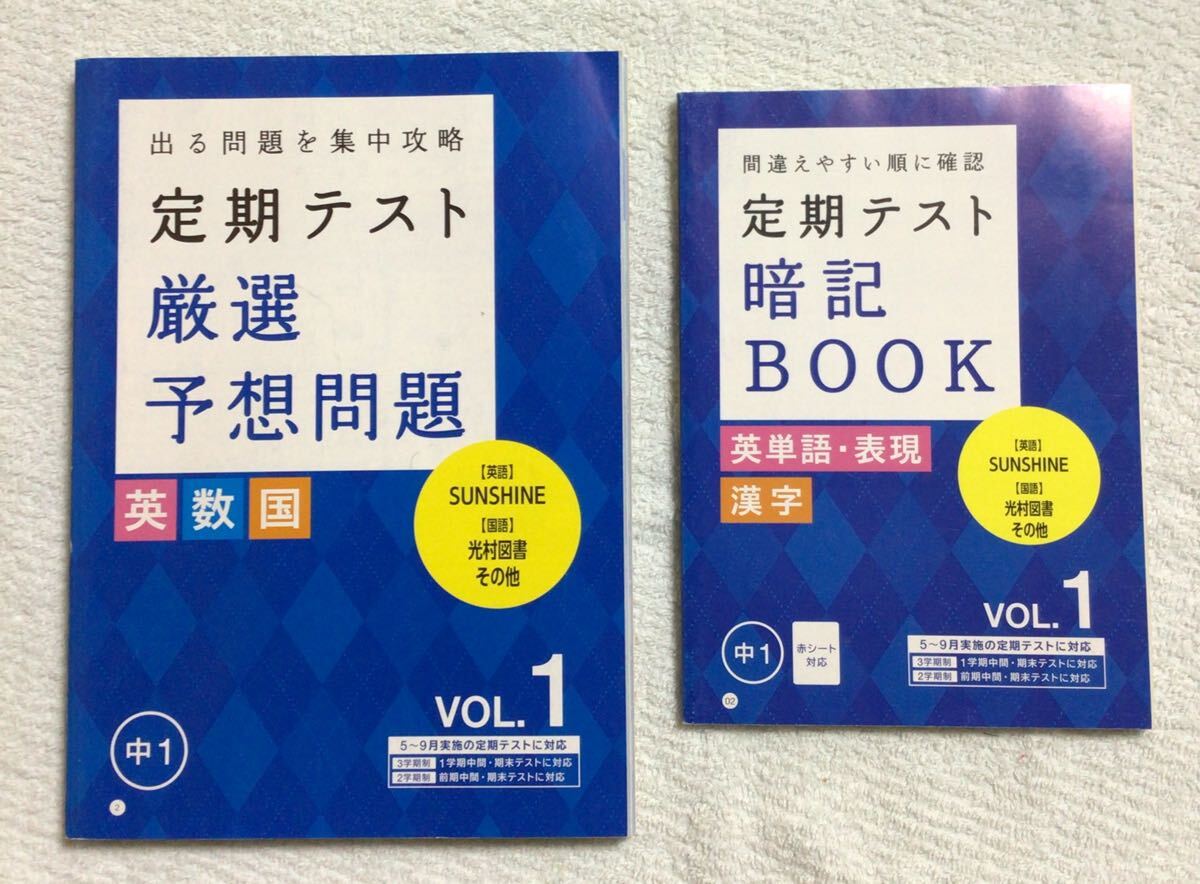 出る問題を集中攻略
定期テスト
厳選
予想問題
英 数 国
【英語】
SUNSHINE
【国語】
光村図書
その他
VOL.1
5〜9月実施の定期テストに対応
3学期制 1学期中間・期末テストに対応
2学期制 前期中間・期末テストに対応
中1
2
間違えやすい順に確認
定期テスト
暗記
BOOK
英単語・表現
漢字
【英語】
SUNSHINE
【国語】
光村図書
その他
VOL.1
5〜9月実施の定期テストに対応
3学期制 1学期中間・期末テストに対応
2学期制 前期中間・期末テストに対応
中1
赤シート
対応
02